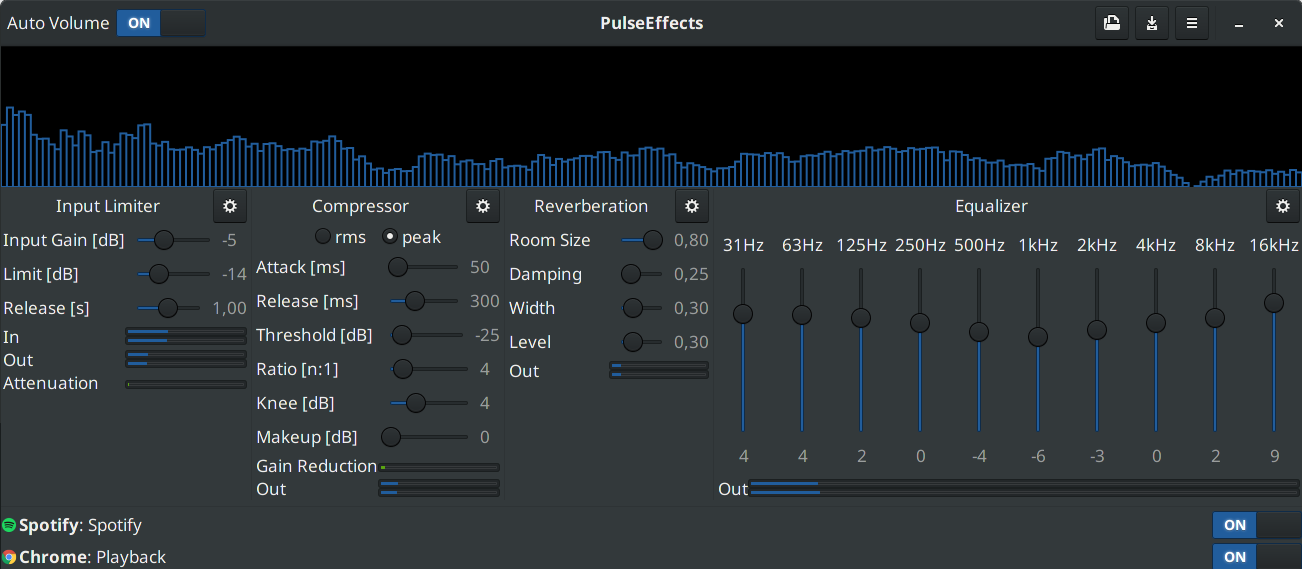 Auto Volume ON PulseEffects
Input Limiter
Input Gain [dB] -5
Limit [dB] -14
Release [s] 1,00
In
Out
Attenuation
Compressor
rms peak
Attack [ms] 50
Release [ms] 300
Threshold [dB] -25
Ratio [n:1] 4
Knee [dB] 4
Makeup [dB] 0
Gain Reduction
Out
Reverberation
Room Size 0,80
Damping 0,25
Width 0,30
Level 0,30
Out
Equalizer
31Hz 63Hz 125Hz 250Hz 500Hz 1kHz 2kHz 4kHz 8kHz 16kHz
4 4 2 0 -4 -6 -3 0 2 9
Out
Spotify: Spotify ON
Chrome: Playback ON